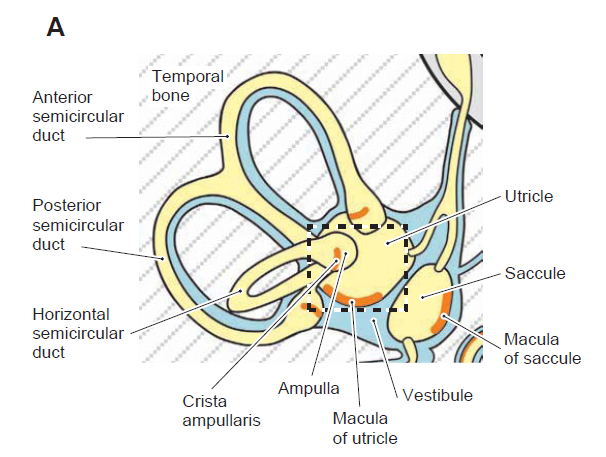 A
Temporal
bone
Anterior
semicircular
duct
Posterior
semicircular
duct
Utricle
Saccule
Horizontal
semicircular
duct
Macula
of saccule
Ampulla
Vestibule
Crista
ampullaris
Macula
of utricle